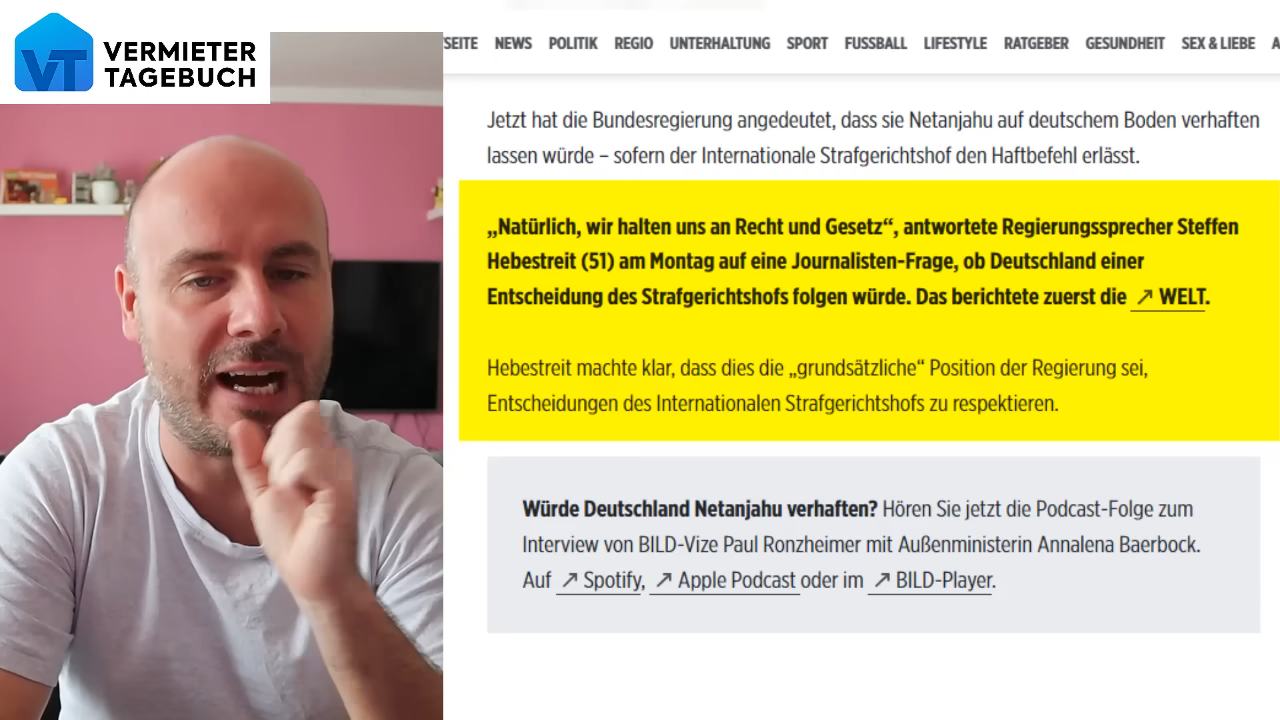 VERMIETER
TAGEBUCH
VT
SEITE NEWS POLITIK REGIO UNTERHALTUNG SPORT FUSSBALL LIFESTYLE RATGEBER GESUNDHEIT SEX & LIEBE A
Jetzt hat die Bundesregierung angedeutet, dass sie Netanjahu auf deutschem Boden verhaften
lassen würde – sofern der Internationale Strafgerichtshof den Haftbefehl erlässt.
„Natürlich, wir halten uns an Recht und Gesetz“, antwortete Regierungssprecher Steffen
Hebestreit (51) am Montag auf eine Journalisten-Frage, ob Deutschland einer
Entscheidung des Strafgerichtshofs folgen würde. Das berichtete zuerst die ↗ WELT.
Hebestreit machte klar, dass dies die „grundsätzliche“ Position der Regierung sei,
Entscheidungen des Internationalen Strafgerichtshofs zu respektieren.
Würde Deutschland Netanjahu verhaften? Hören Sie jetzt die Podcast-Folge zum
Interview von BILD-Vize Paul Ronzheimer mit Außenministerin Annalena Baerbock.
Auf ↗ Spotify, ↗ Apple Podcast oder im ↗ BILD-Player.